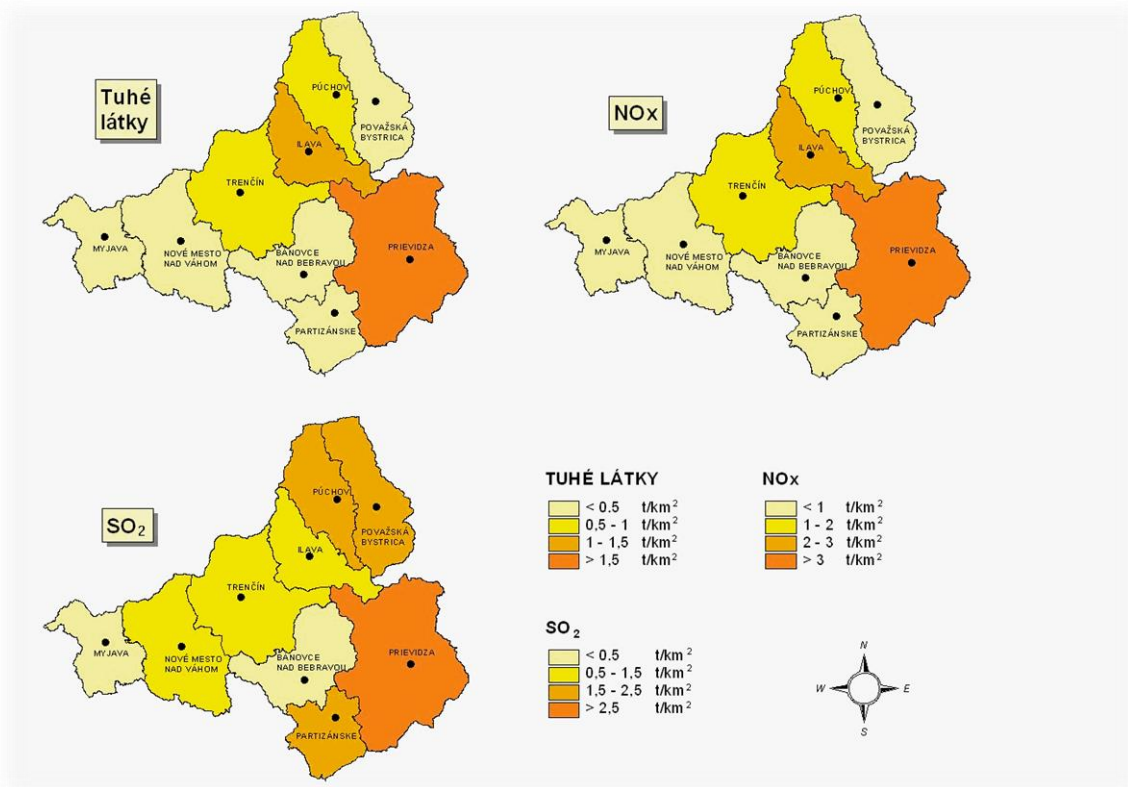 Tuhé
látky
PÚCHOV
POVAŽSKÁ
BYSTRICA
ILAVA
TRENČÍN
MYJAVA
NOVÉ MESTO
NAD VÁHOM
BÁNOVCE
NAD BEBRAVOU
PRIEVIDZA
PARTIZÁNSKE
NOx
PÚCHOV
POVAŽSKÁ
BYSTRICA
ILAVA
TRENČÍN
MYJAVA
NOVÉ MESTO
NAD VÁHOM
BÁNOVCE
NAD BEBRAVOU
PRIEVIDZA
PARTIZÁNSKE
SO₂
PÚCHOV
POVAŽSKÁ
BYSTRICA
ILAVA
TRENČÍN
MYJAVA
NOVÉ MESTO
NAD VÁHOM
BÁNOVCE
NAD BEBRAVOU
PRIEVIDZA
PARTIZÁNSKE
TUHÉ LÁTKY
< 0.5 t/km²
0,5 - 1 t/km²
1 - 1,5 t/km²
> 1,5 t/km²
NOx
< 1 t/km²
1 - 2 t/km²
2 - 3 t/km²
> 3 t/km²
SO₂
< 0.5 t/km²
0,5 - 1,5 t/km²
1,5 - 2,5 t/km²
> 2,5 t/km²
N
W E
S